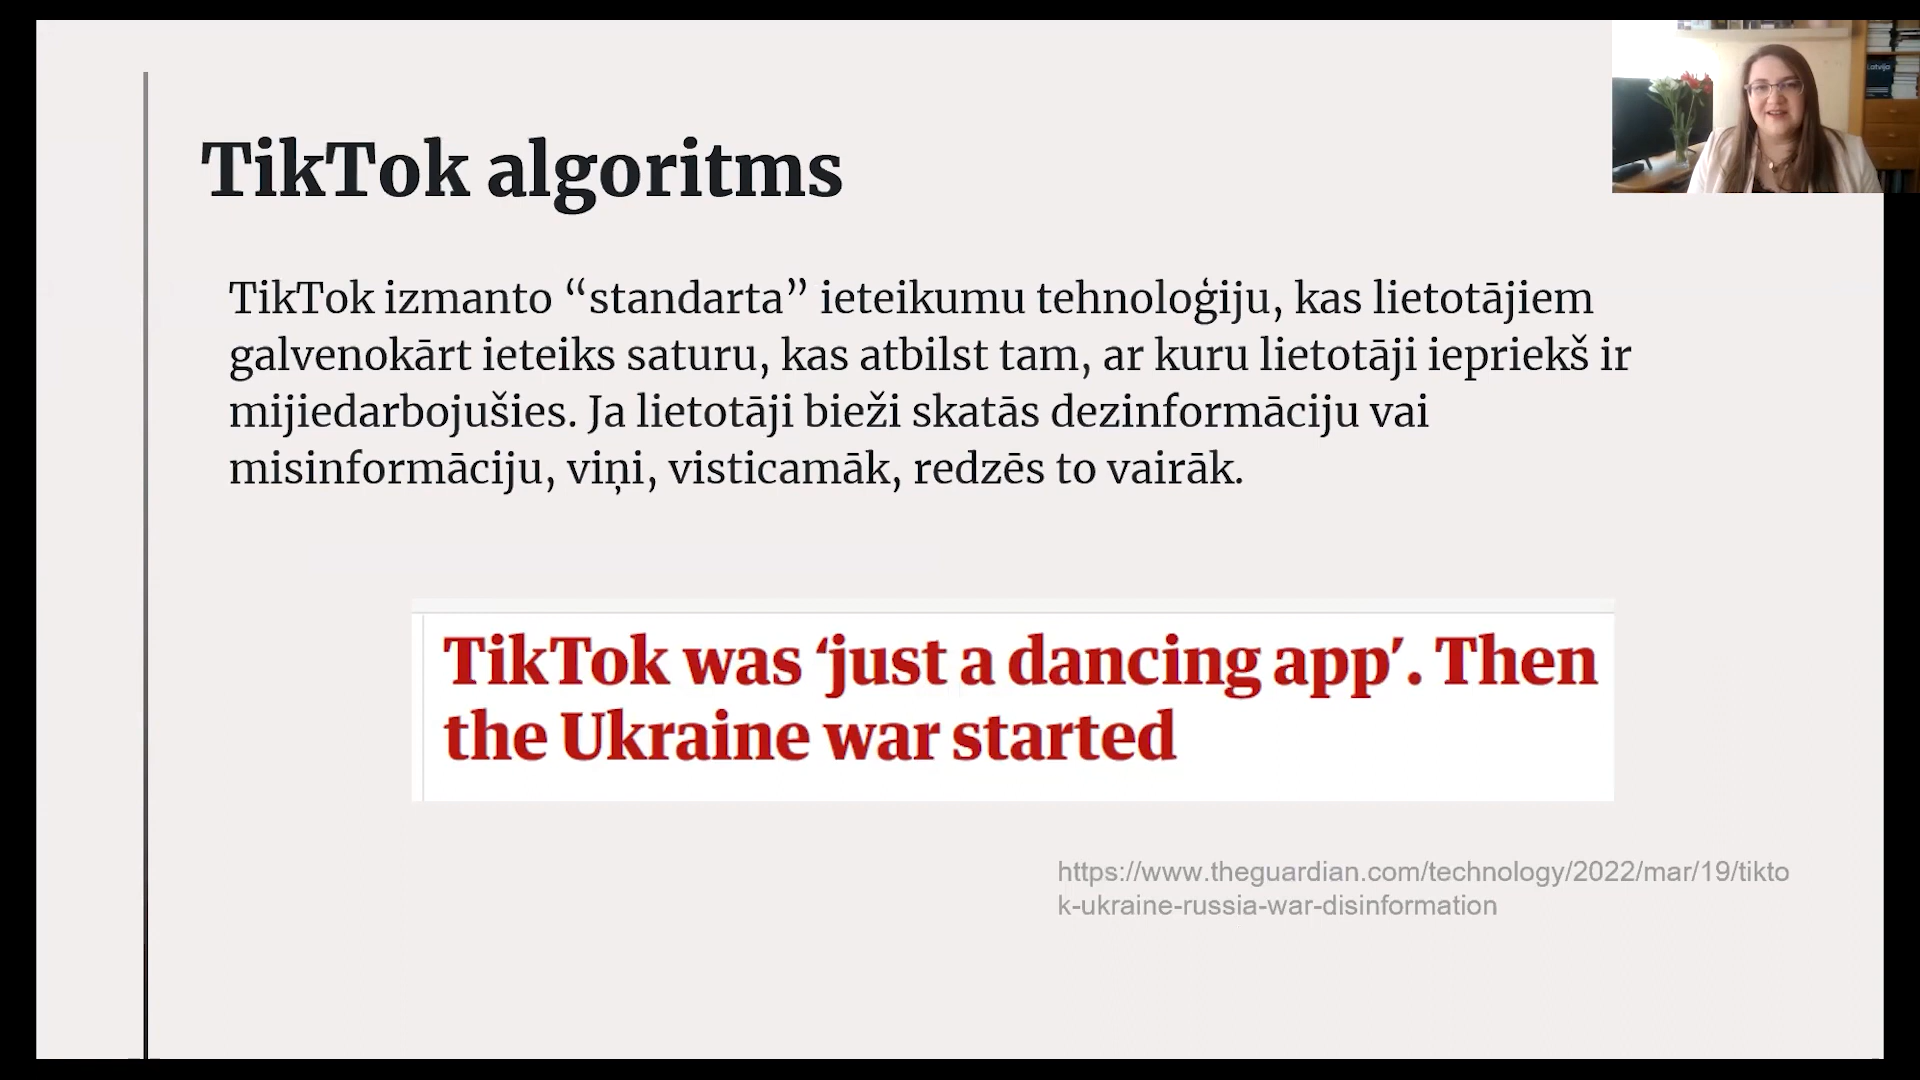 TikTok algoritms
TikTok izmanto “standarta” ieteikumu tehnoloģiju, kas lietotājiem
galvenokārt ieteiks saturu, kas atbilst tam, ar kuru lietotāji iepriekš ir
mijiedarbojušies. Ja lietotāji bieži skatās dezinformāciju vai
misinformāciju, viņi, visticamāk, redzēs to vairāk.
TikTok was ‘just a dancing app’. Then
the Ukraine war started
https://www.theguardian.com/technology/2022/mar/19/tikto
k-ukraine-russia-war-disinformation
Latvija